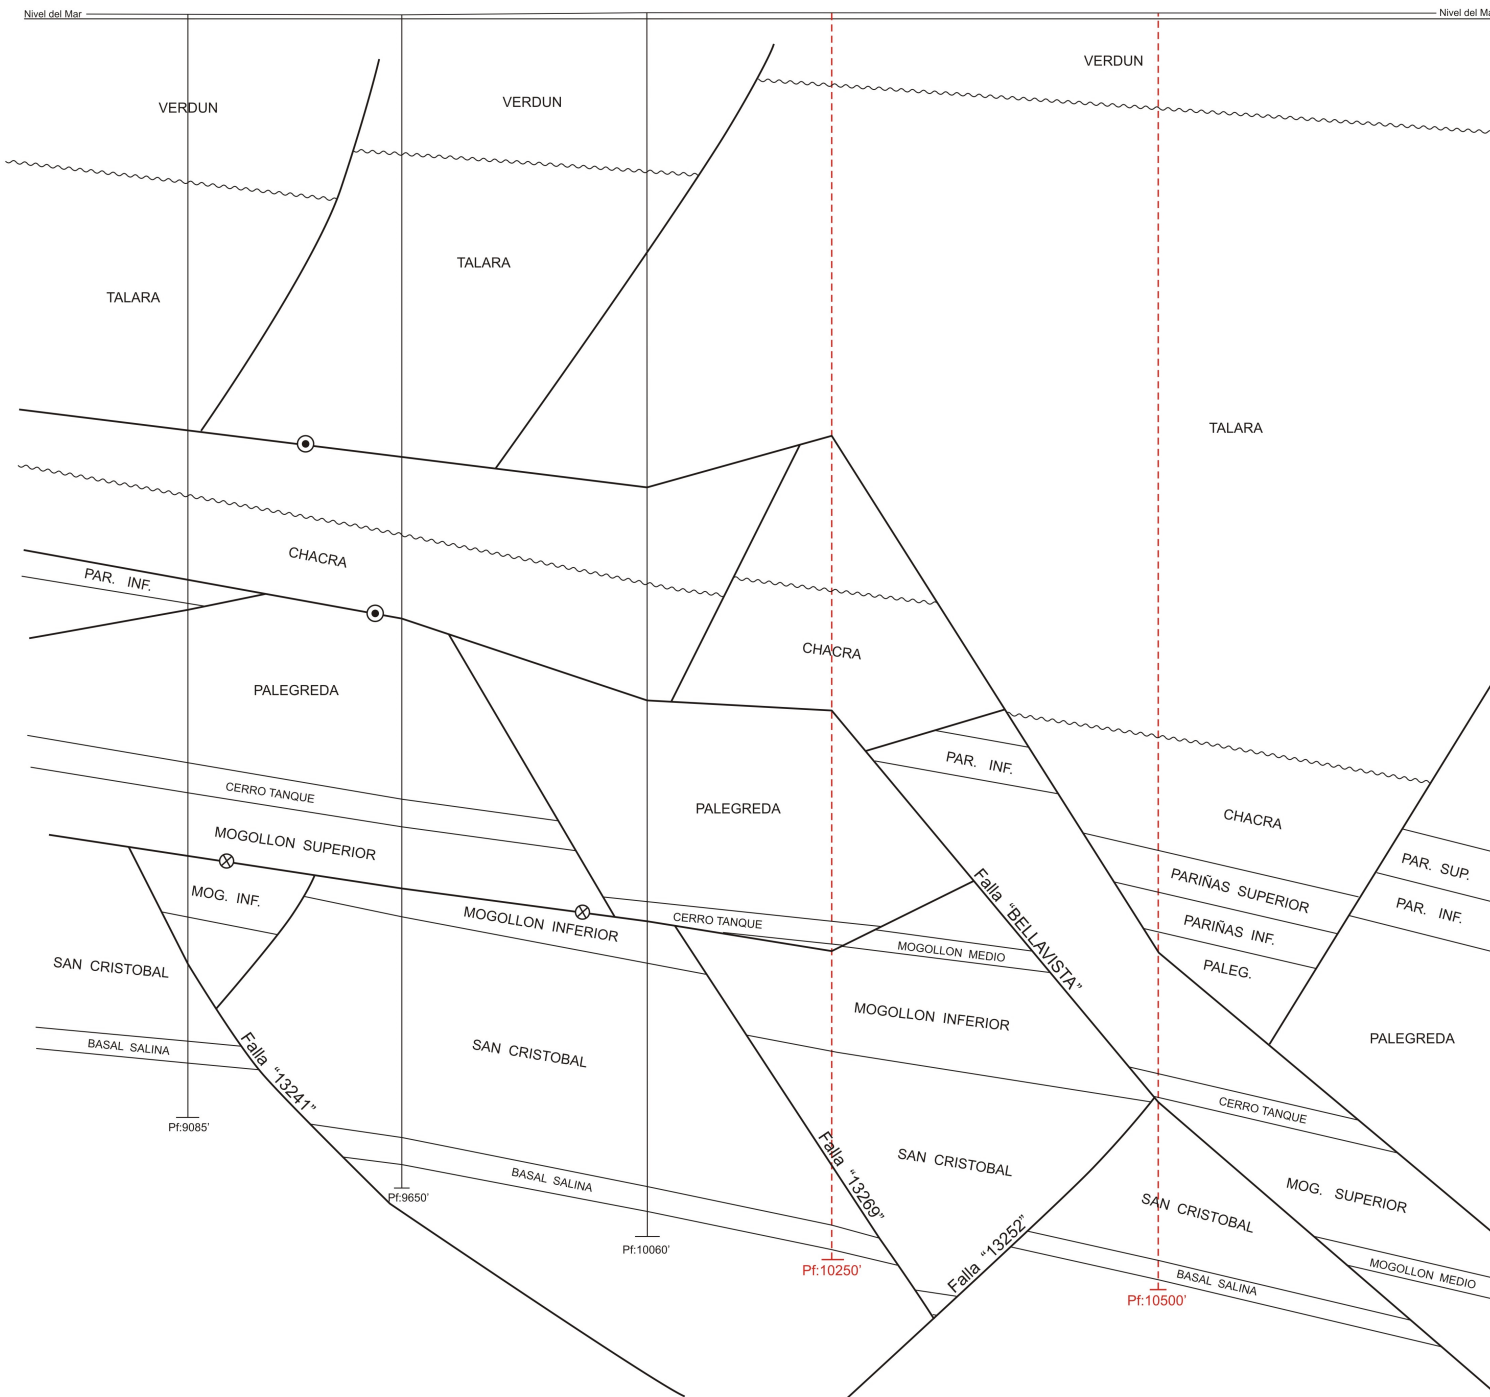 Nivel del Mar
Nivel del Ma
VERDUN
VERDUN
VERDUN
TALARA
TALARA
TALARA
CHACRA
PAR. INF.
CHACRA
PALEGREDA
PAR. INF.
CERRO TANQUE
PALEGREDA
CHACRA
MOGOLLON SUPERIOR
PAR. SUP.
MOG. INF.
PARIÑAS SUPERIOR
PAR. INF.
MOGOLLON INFERIOR
CERRO TANQUE
PARIÑAS INF.
Falla "BELLAVISTA"
MOGOLLON MEDIO
SAN CRISTOBAL
PALEG.
MOGOLLON INFERIOR
PALEGREDA
BASAL SALINA
SAN CRISTOBAL
Falla "13241"
CERRO TANQUE
Pf:9085'
SAN CRISTOBAL
Falla "13269"
BASAL SALINA
MOG. SUPERIOR
Pf:9650'
SAN CRISTOBAL
Pf:10060'
Falla "13252"
Pf:10250'
MOGOLLON MEDIO
BASAL SALINA
Pf:10500'